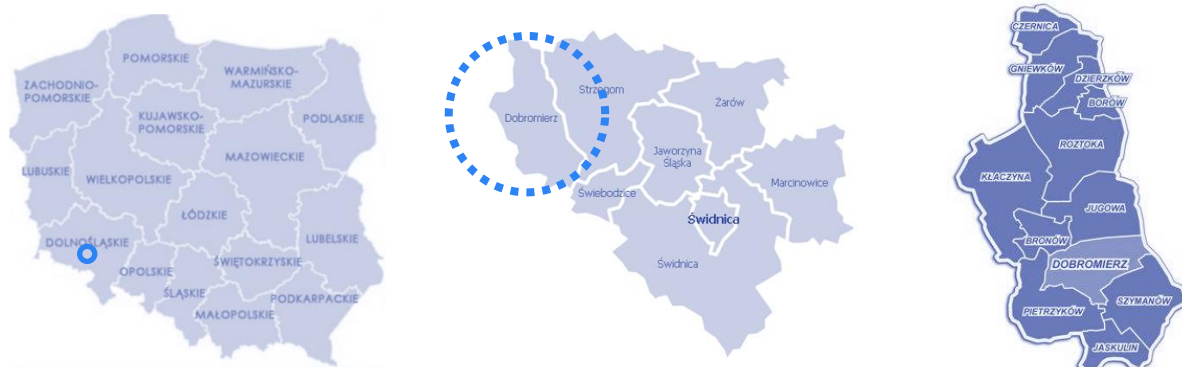 POMORSKIE
ZACHODNIO-
POMORSKIE
WARMIŃSKO-
MAZURSKIE
KUJAWSKO-
POMORSKIE
PODLASKIE
MAZOWIECKIE
LUBUSKIE
WIELKOPOLSKIE
ŁÓDZKIE
DOLNOŚLĄSKIE
LUBELSKIE
OPOLSKIE
ŚWIĘTOKRZYSKIE
ŚLĄSKIE
PODKARPACKIE
MAŁOPOLSKIE
Strzegom
Dobromierz
Żarów
Jaworzyna
Śląska
Marcinowice
Świebodzice
Świdnica
Świdnica
CZERNICA
GNIEWKÓW
DZIERZKÓW
BORÓW
ROZTOKA
KŁACZYNA
JUGOWA
BRONÓW
DOBROMIERZ
SZYMANÓW
PIETRZYKÓW
JASKULIN